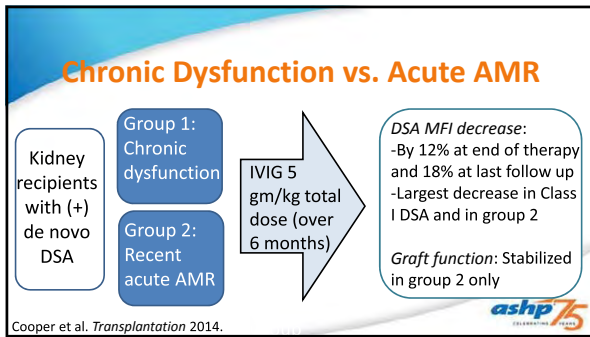 Chronic Dysfunction vs. Acute AMR
Kidney
recipients
with (+)
de novo
DSA
Group 1:
Chronic
dysfunction
Group 2:
Recent
acute AMR
IVIG 5
gm/kg total
dose (over
6 months)
DSA MFI decrease:
-By 12% at end of therapy
and 18% at last follow up
-Largest decrease in Class
I DSA and in group 2
Graft function: Stabilized
in group 2 only
Cooper et al. Transplantation 2014.
ashp 75
CELEBRATING YEARS